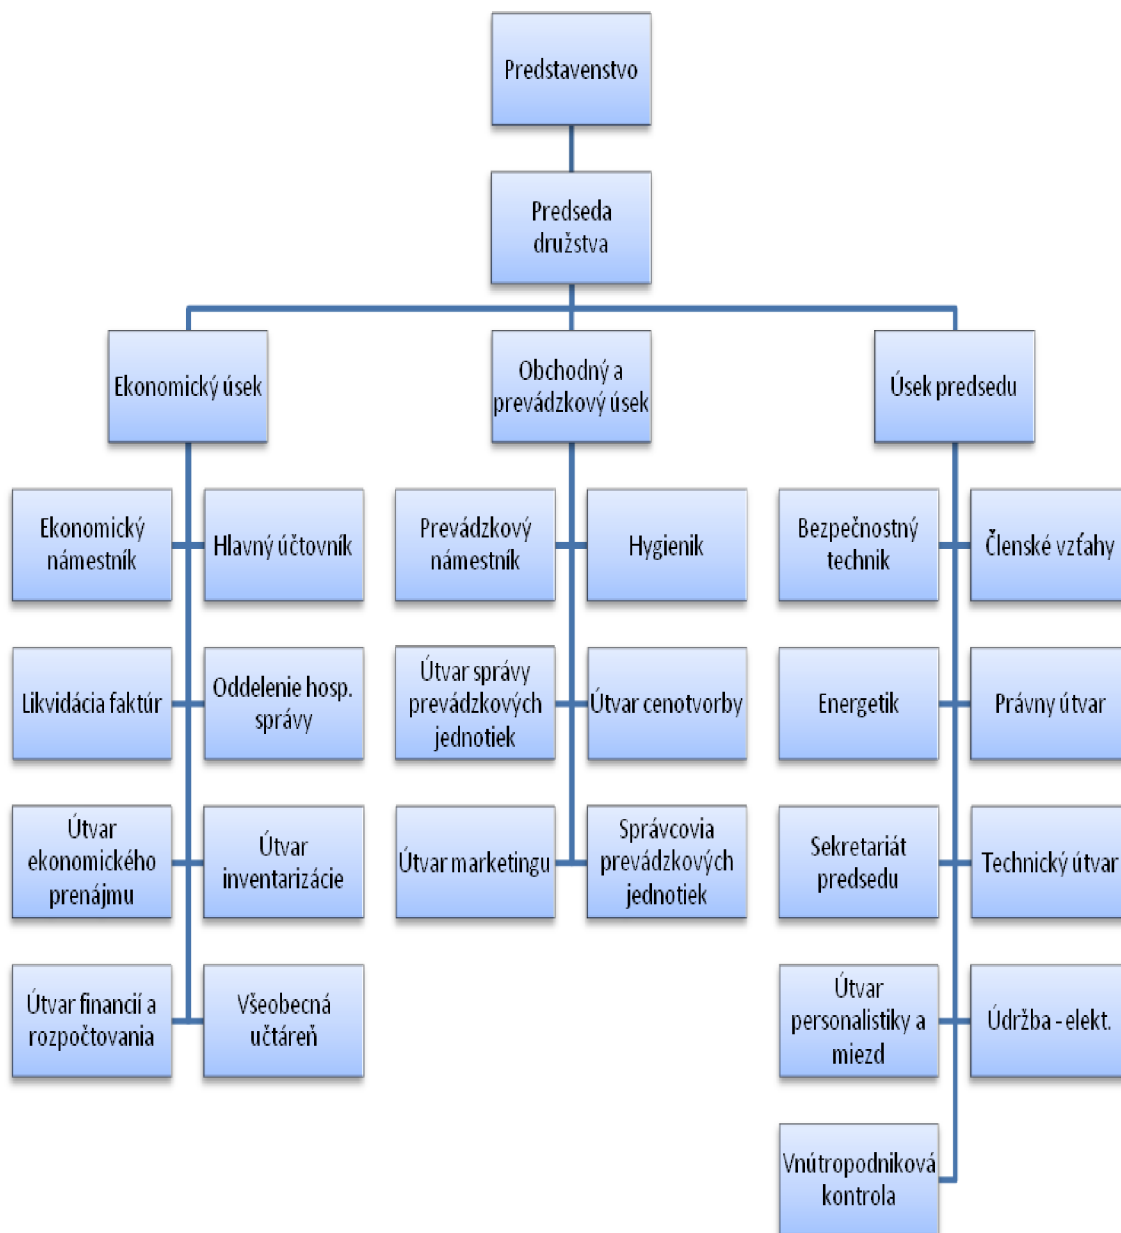 Predstavenstvo
Predseda
družstva
Ekonomický úsek
Obchodný a
prevádzkový úsek
Úsek predsedu
Ekonomický
námestník
Hlavný účtovník
Prevádzkový
námestník
Hygienik
Bezpečnostný
technik
Členské vzťahy
Likvidácia faktúr
Oddelenie hosp.
správy
Útvar správy
prevádzkových
jednotiek
Útvar cenotvorby
Energetik
Právny útvar
Útvar
ekonomického
prenájmu
Útvar
inventarizácie
Útvar marketingu
Správcovia
prevádzkových
jednotiek
Sekretariát
predsedu
Technický útvar
Útvar financií a
rozpočtovania
Všeobecná
učtáreň
Útvar
personalistiky a
miezd
Údržba - elekt.
Vnútropodniková
kontrola